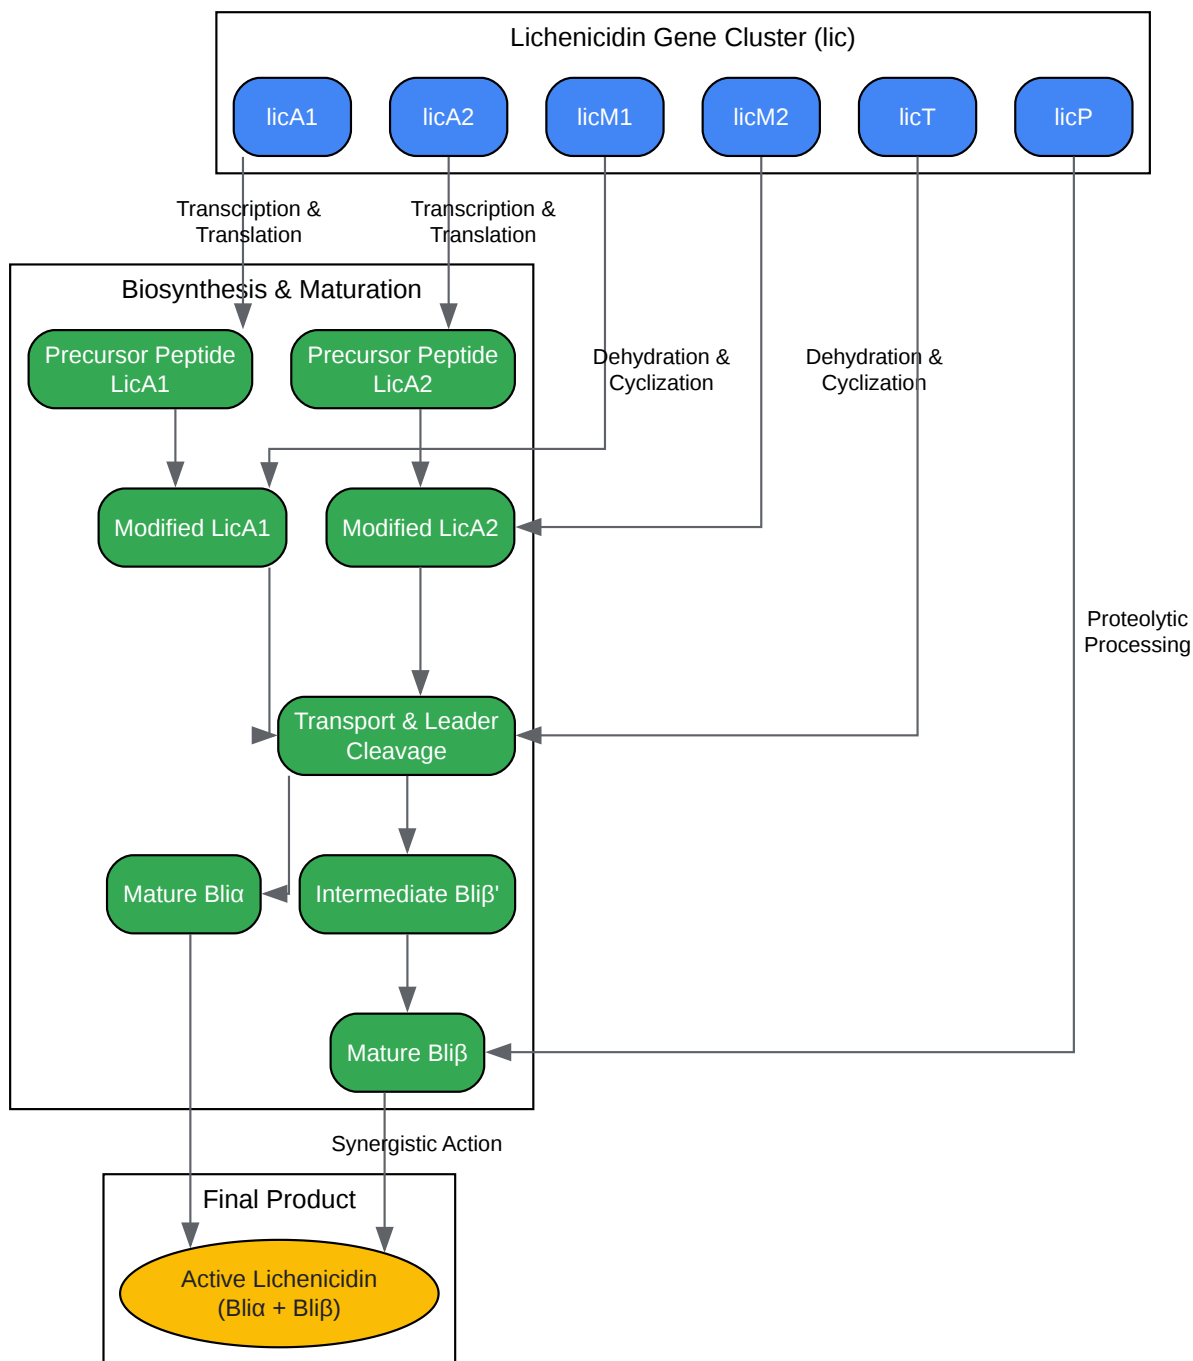 Lichenicidin Gene Cluster (lic)
licA1
licA2
licM1
licM2
licT
licP
Transcription &
Translation
Transcription &
Translation
Biosynthesis & Maturation
Precursor Peptide
LicA1
Precursor Peptide
LicA2
Dehydration &
Cyclization
Dehydration &
Cyclization
Modified LicA1
Modified LicA2
Proteolytic
Processing
Transport & Leader
Cleavage
Mature Bliα
Intermediate Bliβ'
Mature Bliβ
Synergistic Action
Final Product
Active Lichenicidin
(Bliα + Bliβ)